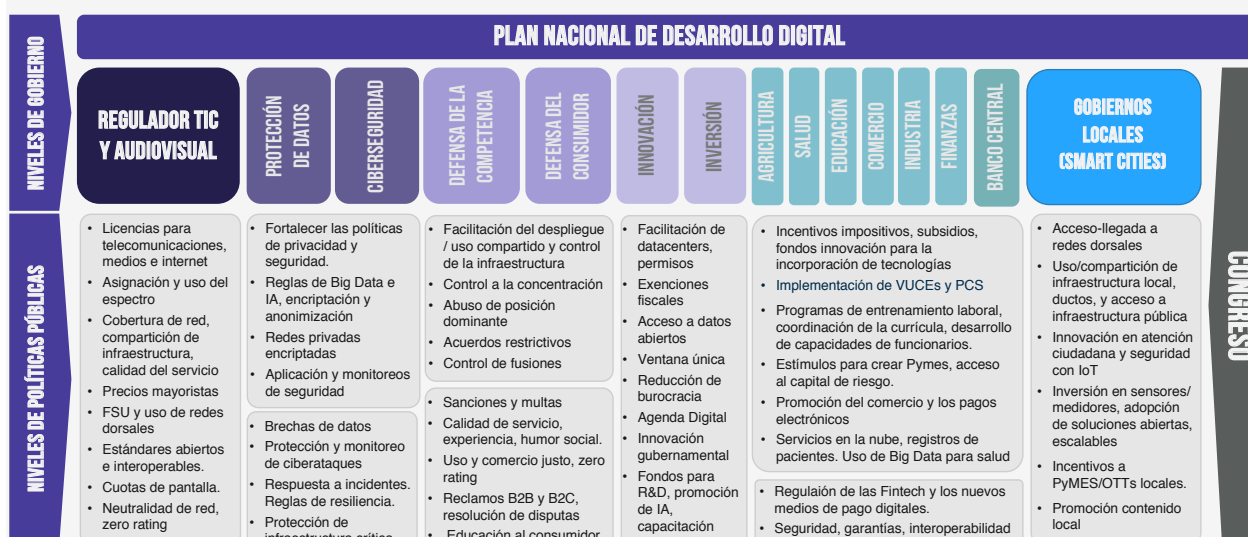 PLAN NACIONAL DE DESARROLLO DIGITAL
NIVELES DE GOBIERNO
REGULADOR TIC
Y AUDIOVISUAL
PROTECCIÓN
DE DATOS
CIBERSEGURIDAD
DEFENSA DE LA
COMPETENCIA
DEFENSA DEL
CONSUMIDOR
INNOVACIÓN
INVERSIÓN
AGRICULTURA
SALUD
EDUCACIÓN
COMERCIO
INDUSTRIA
FINANZAS
BANCO CENTRAL
GOBIERNOS
LOCALES
(SMART CITIES)
CONGRESO
NIVELES DE POLÍTICAS PÚBLICAS
• Licencias para
telecomunicaciones,
medios e internet
• Asignación y uso del
espectro
• Cobertura de red,
compartición de
infraestructura,
calidad del servicio
• Precios mayoristas
• FSU y uso de redes
dorsales
• Estándares abiertos
e interoperables.
• Cuotas de pantalla.
• Neutralidad de red,
zero rating
• Fortalecer las políticas
de privacidad y
seguridad.
• Reglas de Big Data e
IA, encriptación y
anonimización
• Redes privadas
encriptadas
• Aplicación y monitoreos
de seguridad
• Brechas de datos
• Protección y monitoreo
de ciberataques
• Respuesta a incidentes.
Reglas de resiliencia.
• Protección de
infraestructura crítica
• Facilitación del despliegue
/ uso compartido y control
de la infraestructura
• Control a la concentración
• Abuso de posición
dominante
• Acuerdos restrictivos
• Control de fusiones
• Sanciones y multas
• Calidad de servicio,
experiencia, humor social.
• Uso y comercio justo, zero
rating
• Reclamos B2B y B2C,
resolución de disputas
• Educación al consumidor
• Facilitación de
datacenters,
permisos
• Exenciones
fiscales
• Acceso a datos
abiertos
• Ventana única
• Reducción de
burocracia
• Agenda Digital
• Innovación
gubernamental
• Fondos para
R&D, promoción
de IA,
capacitación
• Incentivos impositivos, subsidios,
fondos innovación para la
incorporación de tecnologías
• Implementación de VUCEs y PCS
• Programas de entrenamiento laboral,
coordinación de la currícula, desarrollo
de capacidades de funcionarios.
• Estímulos para crear Pymes, acceso
al capital de riesgo.
• Promoción del comercio y los pagos
electrónicos
• Servicios en la nube, registros de
pacientes. Uso de Big Data para salud
• Regulaión de las Fintech y los nuevos
medios de pago digitales.
• Seguridad, garantías, interoperabilidad
• Acceso-llegada a
redes dorsales
• Uso/compartición de
infraestructura local,
ductos, y acceso a
infraestructura pública
• Innovación en atención
ciudadana y seguridad
con IoT
• Inversión en sensores/
medidores, adopción
de soluciones abiertas,
escalables
• Incentivos a
PyMES/OTTs locales.
• Promoción contenido
local